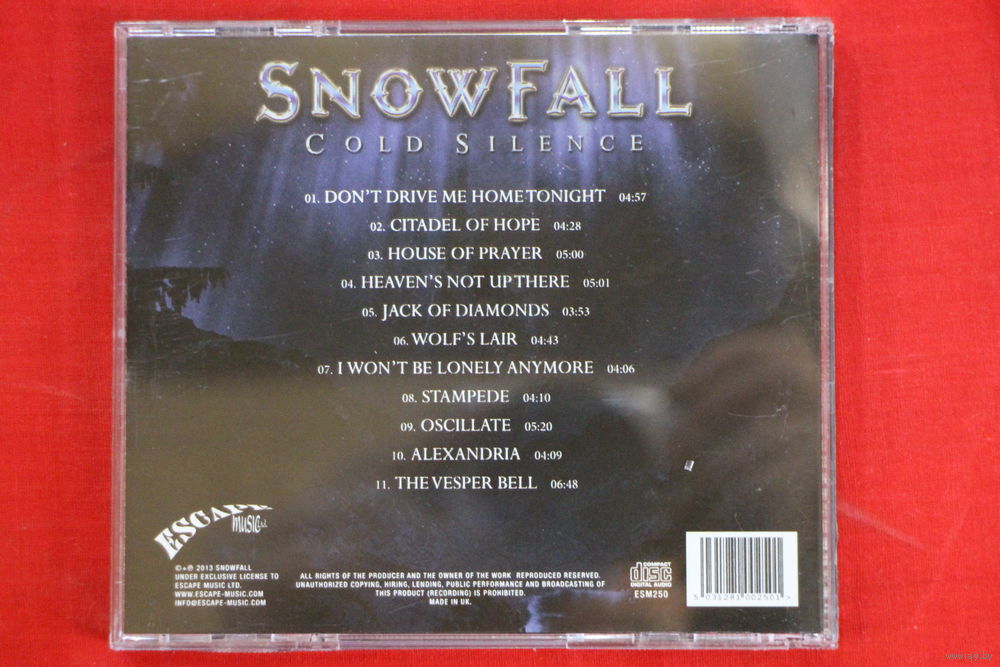 SNOWFALL
COLD SILENCE
01. DON'T DRIVE ME HOME TONIGHT 04:57
02. CITADEL OF HOPE 04:28
03. HOUSE OF PRAYER 05:00
04. HEAVEN'S NOT UP THERE 05:01
05. JACK OF DIAMONDS 03:53
06. WOLF'S LAIR 04:43
07. I WON'T BE LONELY ANYMORE 04:06
08. STAMPEDE 04:10
09. OSCILLATE 05:20
10. ALEXANDRIA 04:09
11. THE VESPER BELL 06:48
ESCAPE
music
©+℗ 2013 SNOWFALL
UNDER EXCLUSIVE LICENSE TO
ESCAPE MUSIC LTD.
WWW.ESCAPE-MUSIC.COM
INFO@ESCAPE-MUSIC.COM
ALL RIGHTS OF THE PRODUCER AND THE OWNER OF THE WORK REPRODUCED RESERVED.
UNAUTHORIZED COPYING, HIRING, LENDING, PUBLIC PERFORMANCE AND BROADCASTING OF
THIS PRODUCT (RECORDING) IS PROHIBITED.
MADE IN UK.
COMPACT
disc
DIGITAL AUDIO
ESM250
5 031281 002501 >
www.ay.by